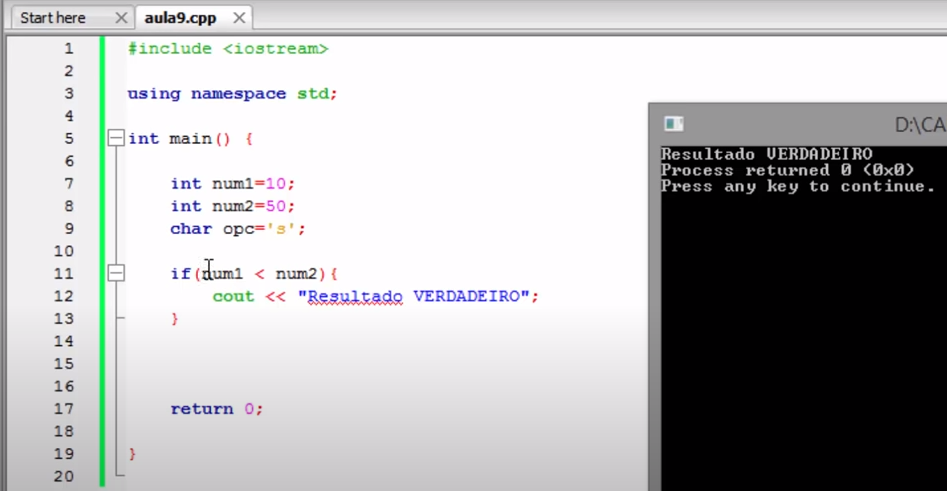 Start here
aula9.cpp
1 #include <iostream>
2
3 using namespace std;
4
5 int main() {
6
7 int num1=10;
8 int num2=50;
9 char opc='s';
10
11 if(num1 < num2){
12 cout << "Resultado VERDADEIRO";
13 }
14
15
16
17 return 0;
18
19 }
20
D:\CA
Resultado VERDADEIRO
Process returned 0 (0x0)
Press any key to continue.